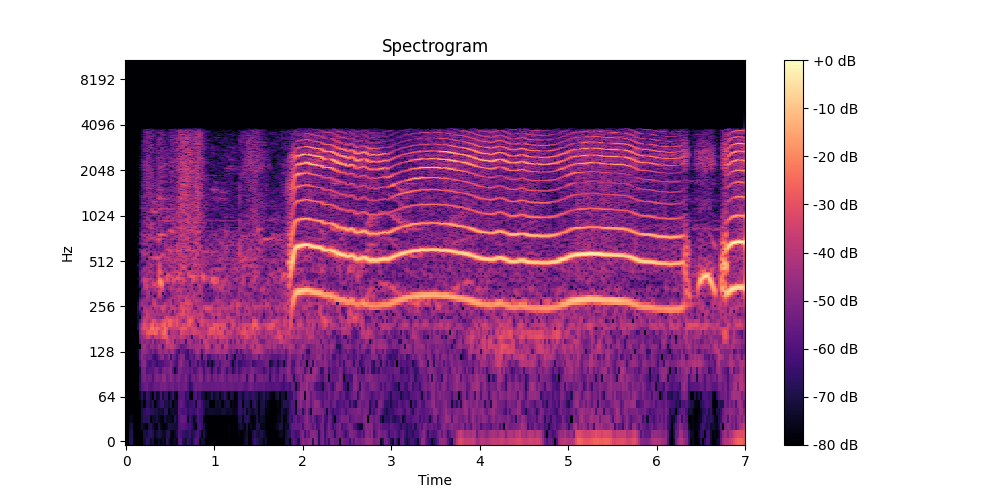 Spectrogram
8192
4096
2048
1024
512
256
128
64
0
Hz
0 1 2 3 4 5 6 7
Time
+0 dB
-10 dB
-20 dB
-30 dB
-40 dB
-50 dB
-60 dB
-70 dB
-80 dB